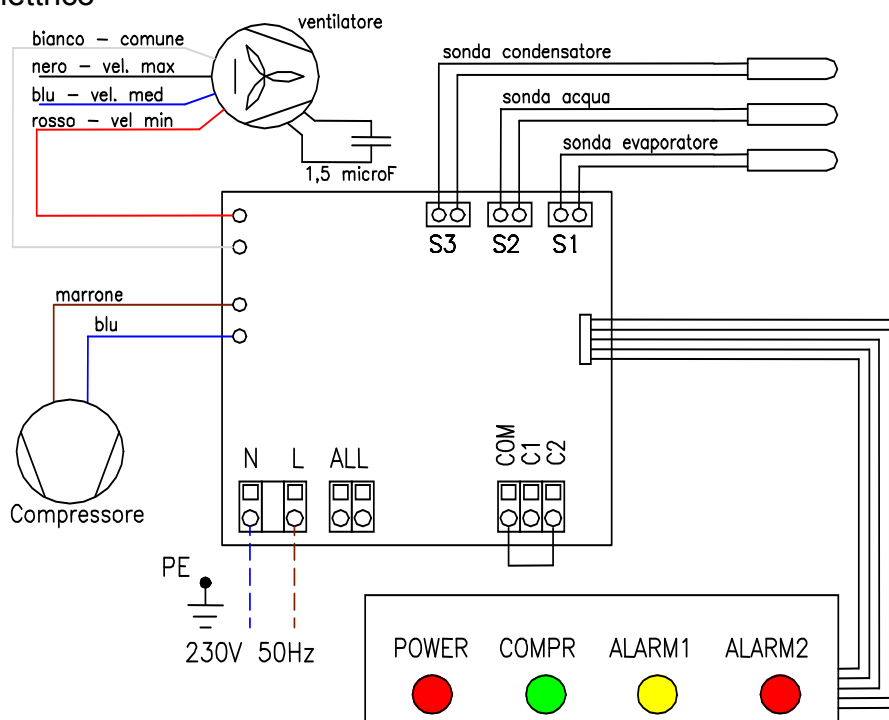 ventilatore
bianco – comune
nero – vel. max
blu – vel. med
rosso – vel min
1,5 microF
sonda condensatore
sonda acqua
sonda evaporatore
S3 S2 S1
marrone
blu
Compressore
N L ALL
COM C1 C2
PE
230V 50Hz
POWER COMPR ALARM1 ALARM2